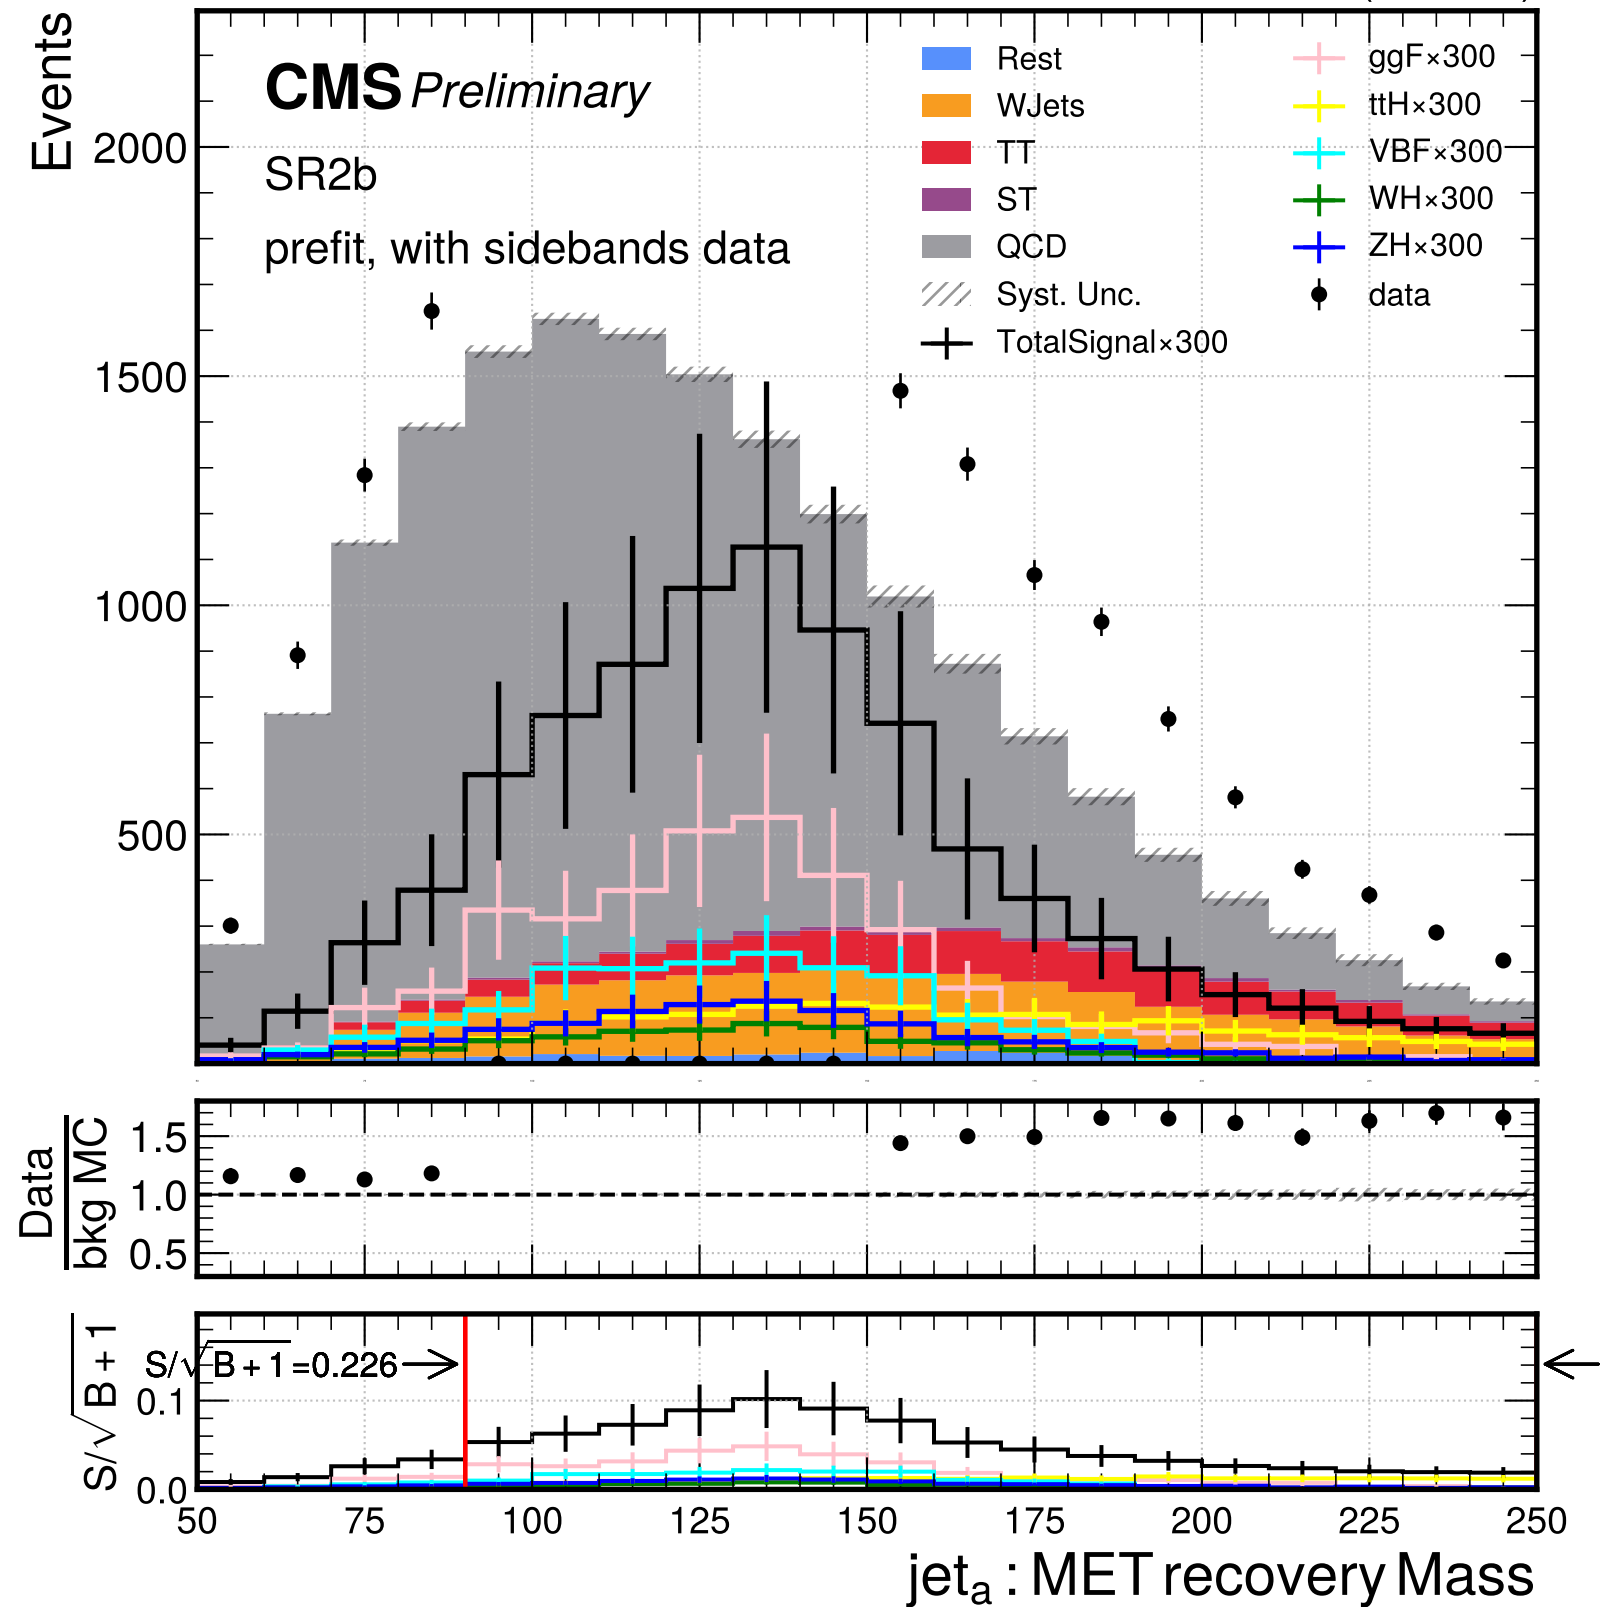 Events
2000
1500
1000
500
CMS Preliminary
SR2b
prefit, with sidebands data
Rest
WJets
TT
ST
QCD
Syst. Unc.
TotalSignal×300
ggF×300
ttH×300
VBF×300
WH×300
ZH×300
data
Data
bkg MC
1.5
1.0
0.5
S/√B + 1
S/√B + 1=0.226
0.1
0.0
50 75 100 125 150 175 200 225 250
jetₐ : MET recovery Mass